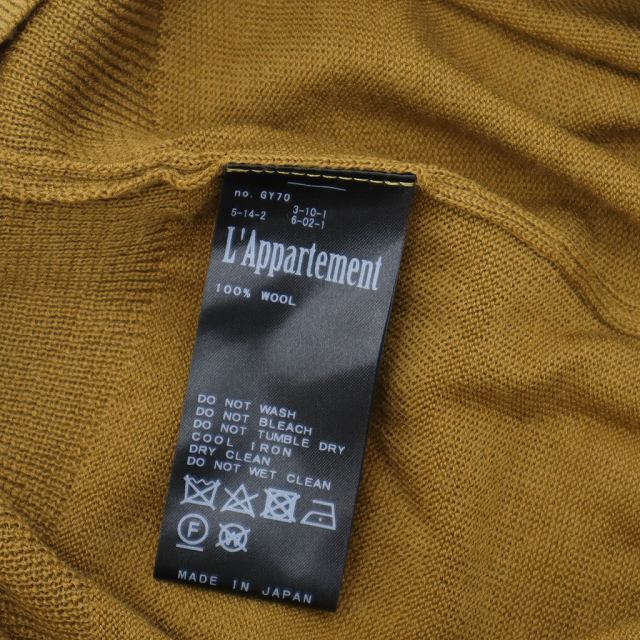 no. GY70
5-14-2 3-10-1
6-02-1
L'Appartement
100% WOOL
DO NOT WASH
DO NOT BLEACH
DO NOT TUMBLE DRY
COOL IRON
DRY CLEAN
DO NOT WET CLEAN
F W
MADE IN JAPAN